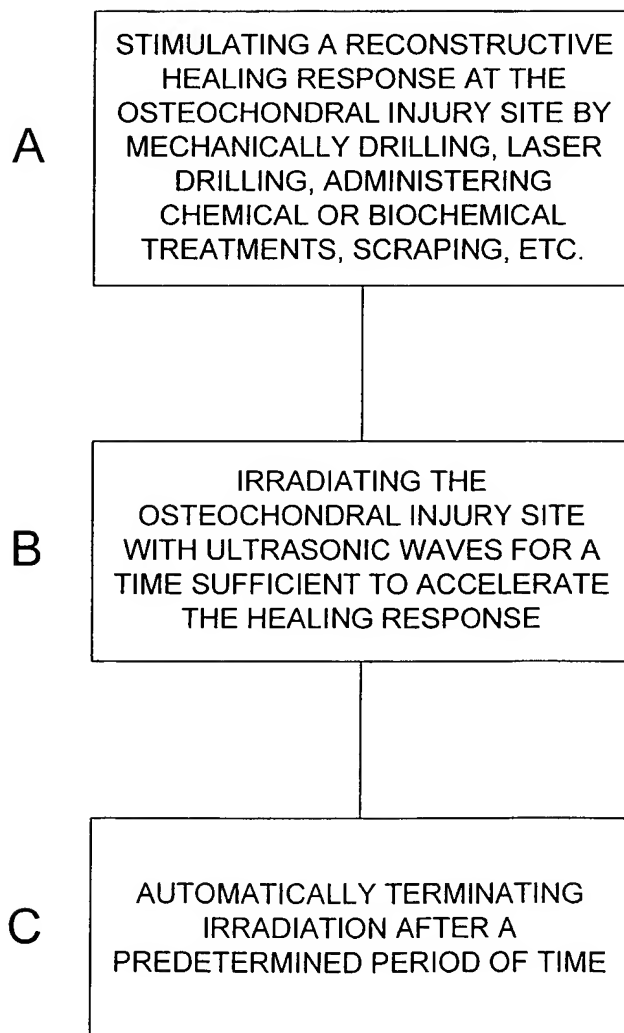 A
STIMULATING A RECONSTRUCTIVE
HEALING RESPONSE AT THE
OSTEOCHONDRAL INJURY SITE BY
MECHANICALLY DRILLING, LASER
DRILLING, ADMINISTERING
CHEMICAL OR BIOCHEMICAL
TREATMENTS, SCRAPING, ETC.
B
IRRADIATING THE
OSTEOCHONDRAL INJURY SITE
WITH ULTRASONIC WAVES FOR A
TIME SUFFICIENT TO ACCELERATE
THE HEALING RESPONSE
C
AUTOMATICALLY TERMINATING
IRRADIATION AFTER A
PREDETERMINED PERIOD OF TIME